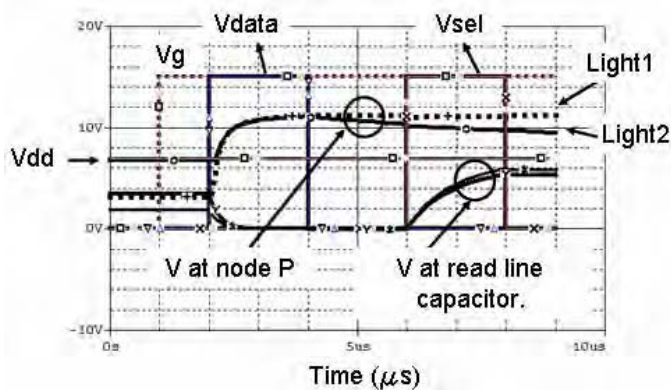 20V
Vdata
Vsel
Vg
Light1
10V
Light2
Vdd
0V
V at node P
V at read line
capacitor.
-10V
0s
5us
10us
Time (μs)